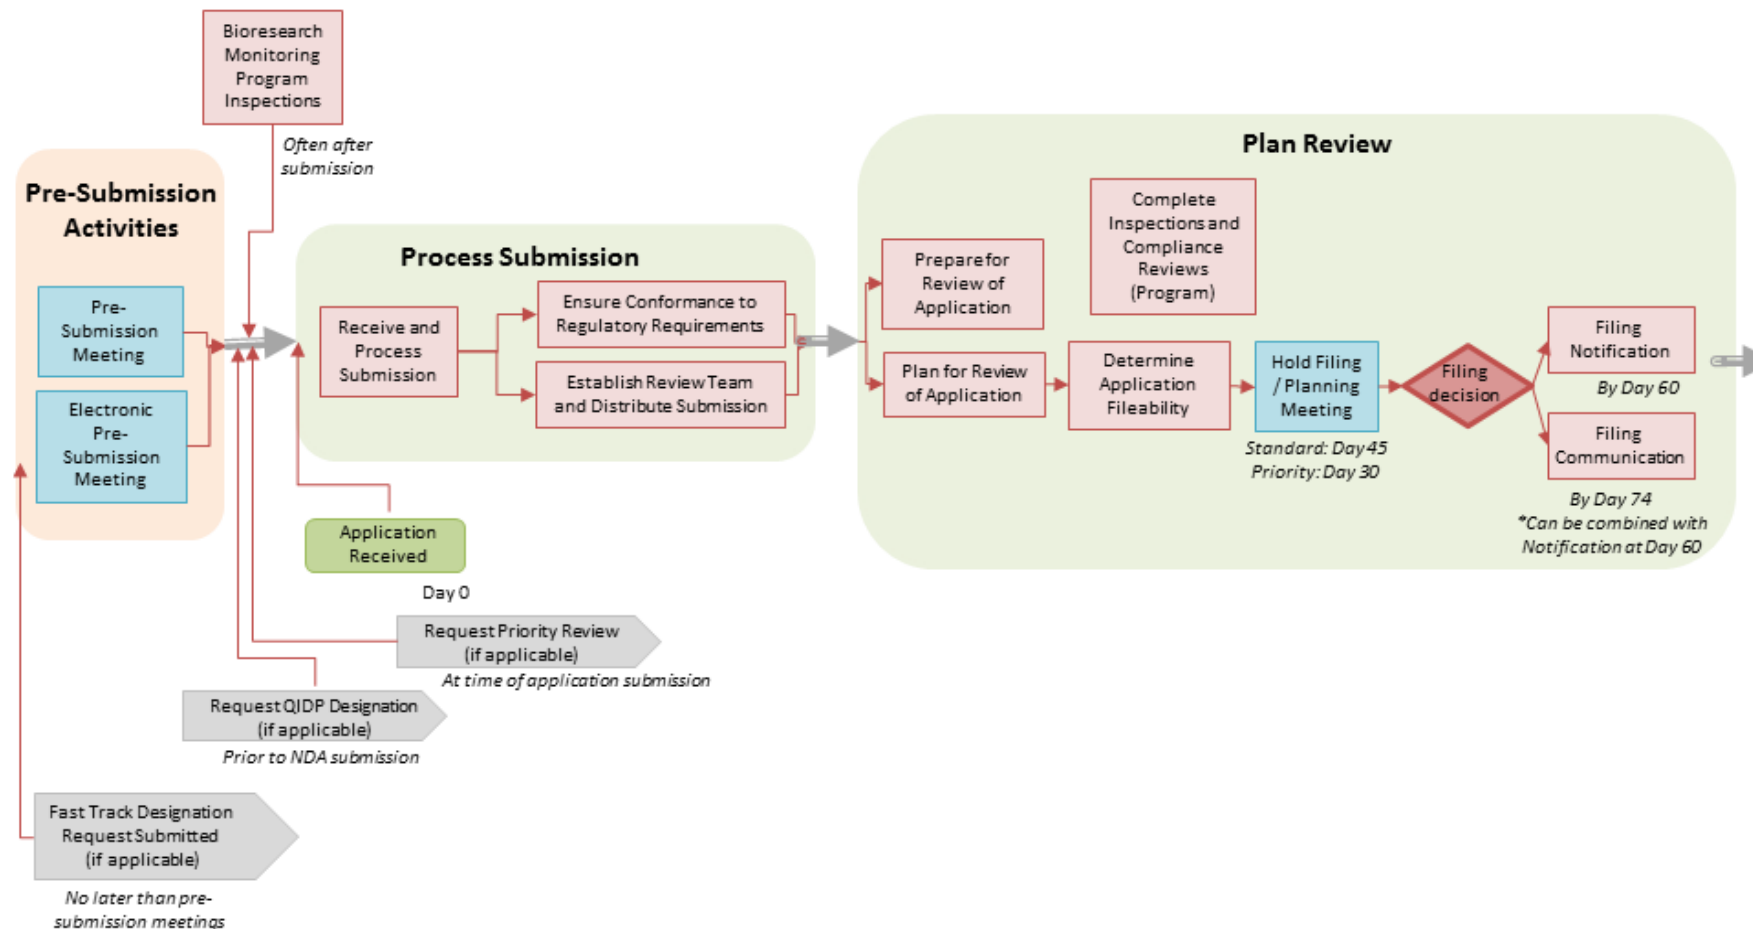 Bioresearch
Monitoring
Program
Inspections
Often after
submission
Pre-Submission
Activities
Pre-
Submission
Meeting
Electronic
Pre-
Submission
Meeting
Process Submission
Receive and
Process
Submission
Ensure Conformance to
Regulatory Requirements
Establish Review Team
and Distribute Submission
Application
Received
Day 0
Request Priority Review
(if applicable)
At time of application submission
Request QIDP Designation
(if applicable)
Prior to NDA submission
Fast Track Designation
Request Submitted
(if applicable)
No later than pre-
submission meetings
Plan Review
Complete
Inspections and
Compliance
Reviews
(Program)
Prepare for
Review of
Application
Plan for Review
of Application
Determine
Application
Fileability
Hold Filing
/ Planning
Meeting
Standard: Day 45
Priority: Day 30
Filing
decision
Filing
Notification
By Day 60
Filing
Communication
By Day 74
*Can be combined with
Notification at Day 60